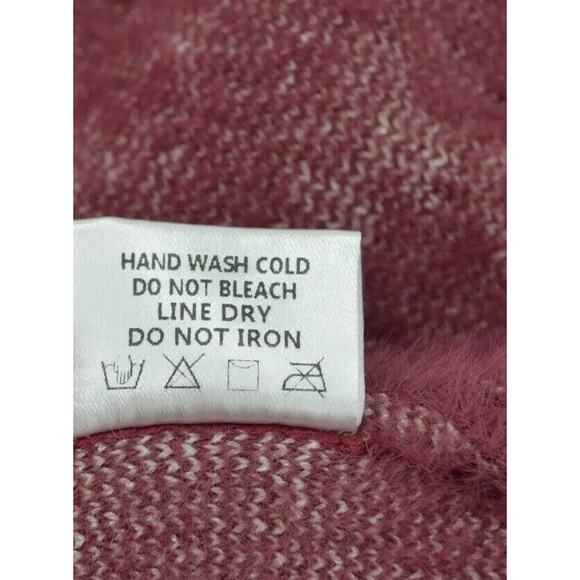 HAND WASH COLD
DO NOT BLEACH
LINE DRY
DO NOT IRON